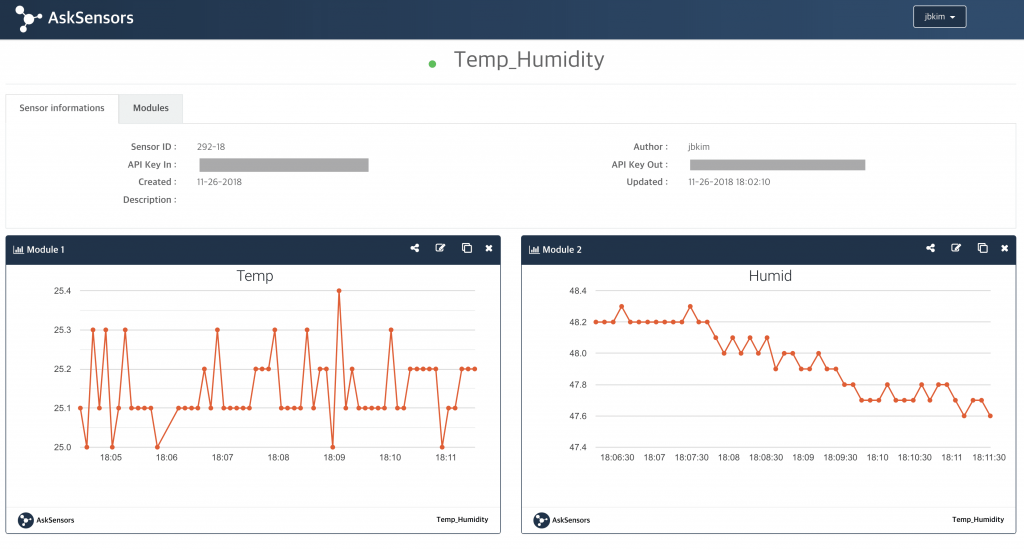 AskSensors
jbkim
Temp_Humidity
Sensor informations
Modules
Sensor ID : 292-18
Author : jbkim
API Key In :
API Key Out :
Created : 11-26-2018
Updated : 11-26-2018 18:02:10
Description :
Module 1
Temp
25.4
25.3
25.2
25.1
25.0
18:05 18:06 18:07 18:08 18:09 18:10 18:11
AskSensors
Temp_Humidity
Module 2
Humid
48.4
48.2
48.0
47.8
47.6
47.4
18:06:30 18:07 18:07:30 18:08 18:08:30 18:09 18:09:30 18:10 18:10:30 18:11 18:11:30
AskSensors
Temp_Humidity